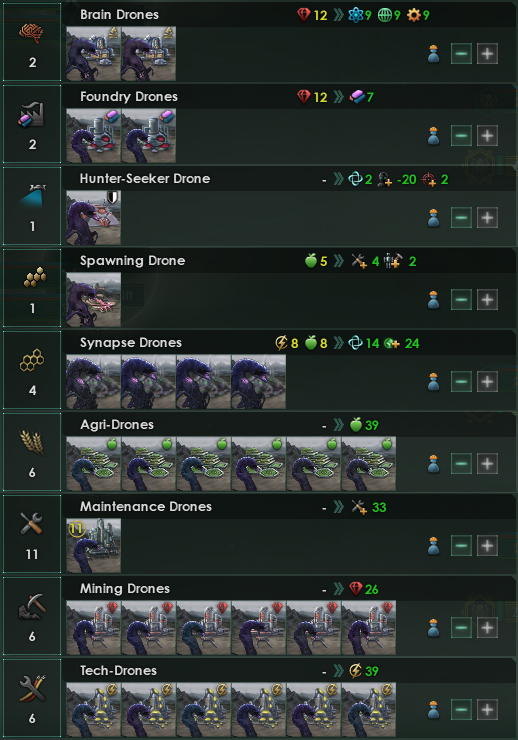 Brain Drones 12 9 9 9
2
Foundry Drones 12 7
2
Hunter-Seeker Drone - 2 -20 2
1
Spawning Drone 5 4 2
1
Synapse Drones 8 8 14 24
4
Agri-Drones - 39
6
Maintenance Drones - 33
11
11
Mining Drones - 26
6
Tech-Drones - 39
6